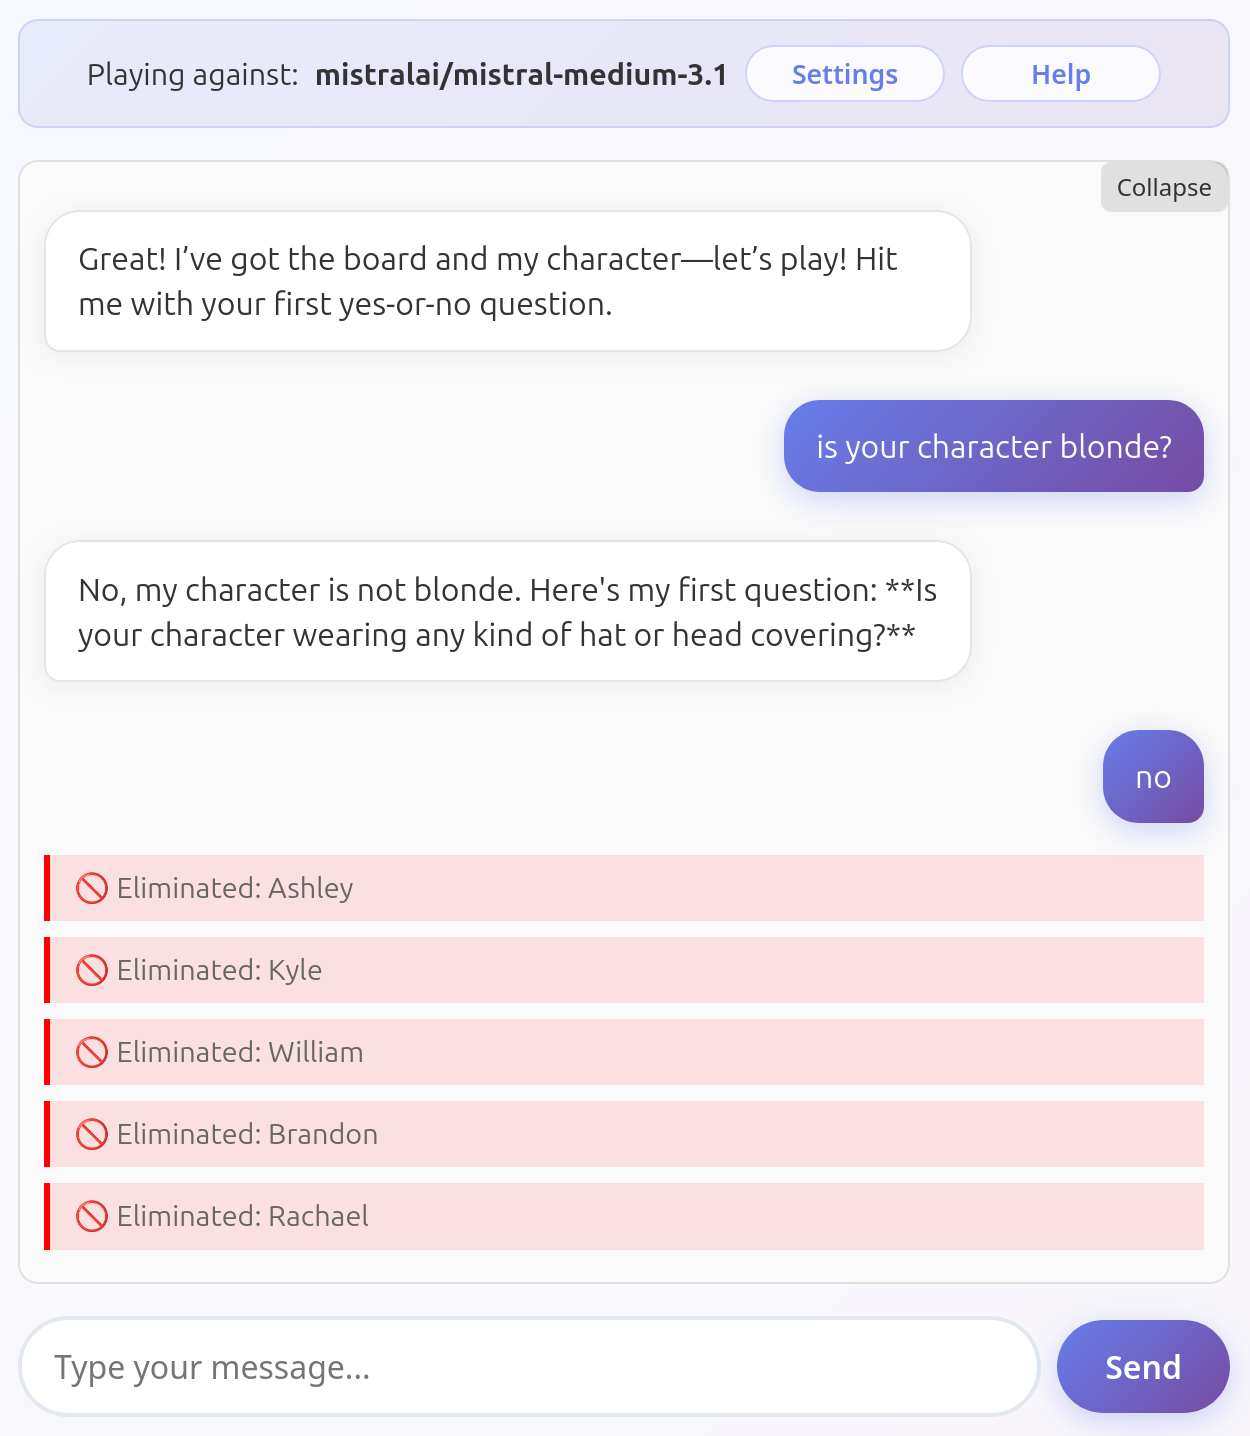 Playing against: mistralai/mistral-medium-3.1 Settings Help
Collapse
Great! I’ve got the board and my character—let’s play! Hit
me with your first yes-or-no question.
is your character blonde?
No, my character is not blonde. Here's my first question: **Is
your character wearing any kind of hat or head covering?**
no
🚫 Eliminated: Ashley
🚫 Eliminated: Kyle
🚫 Eliminated: William
🚫 Eliminated: Brandon
🚫 Eliminated: Rachael
Type your message...
Send